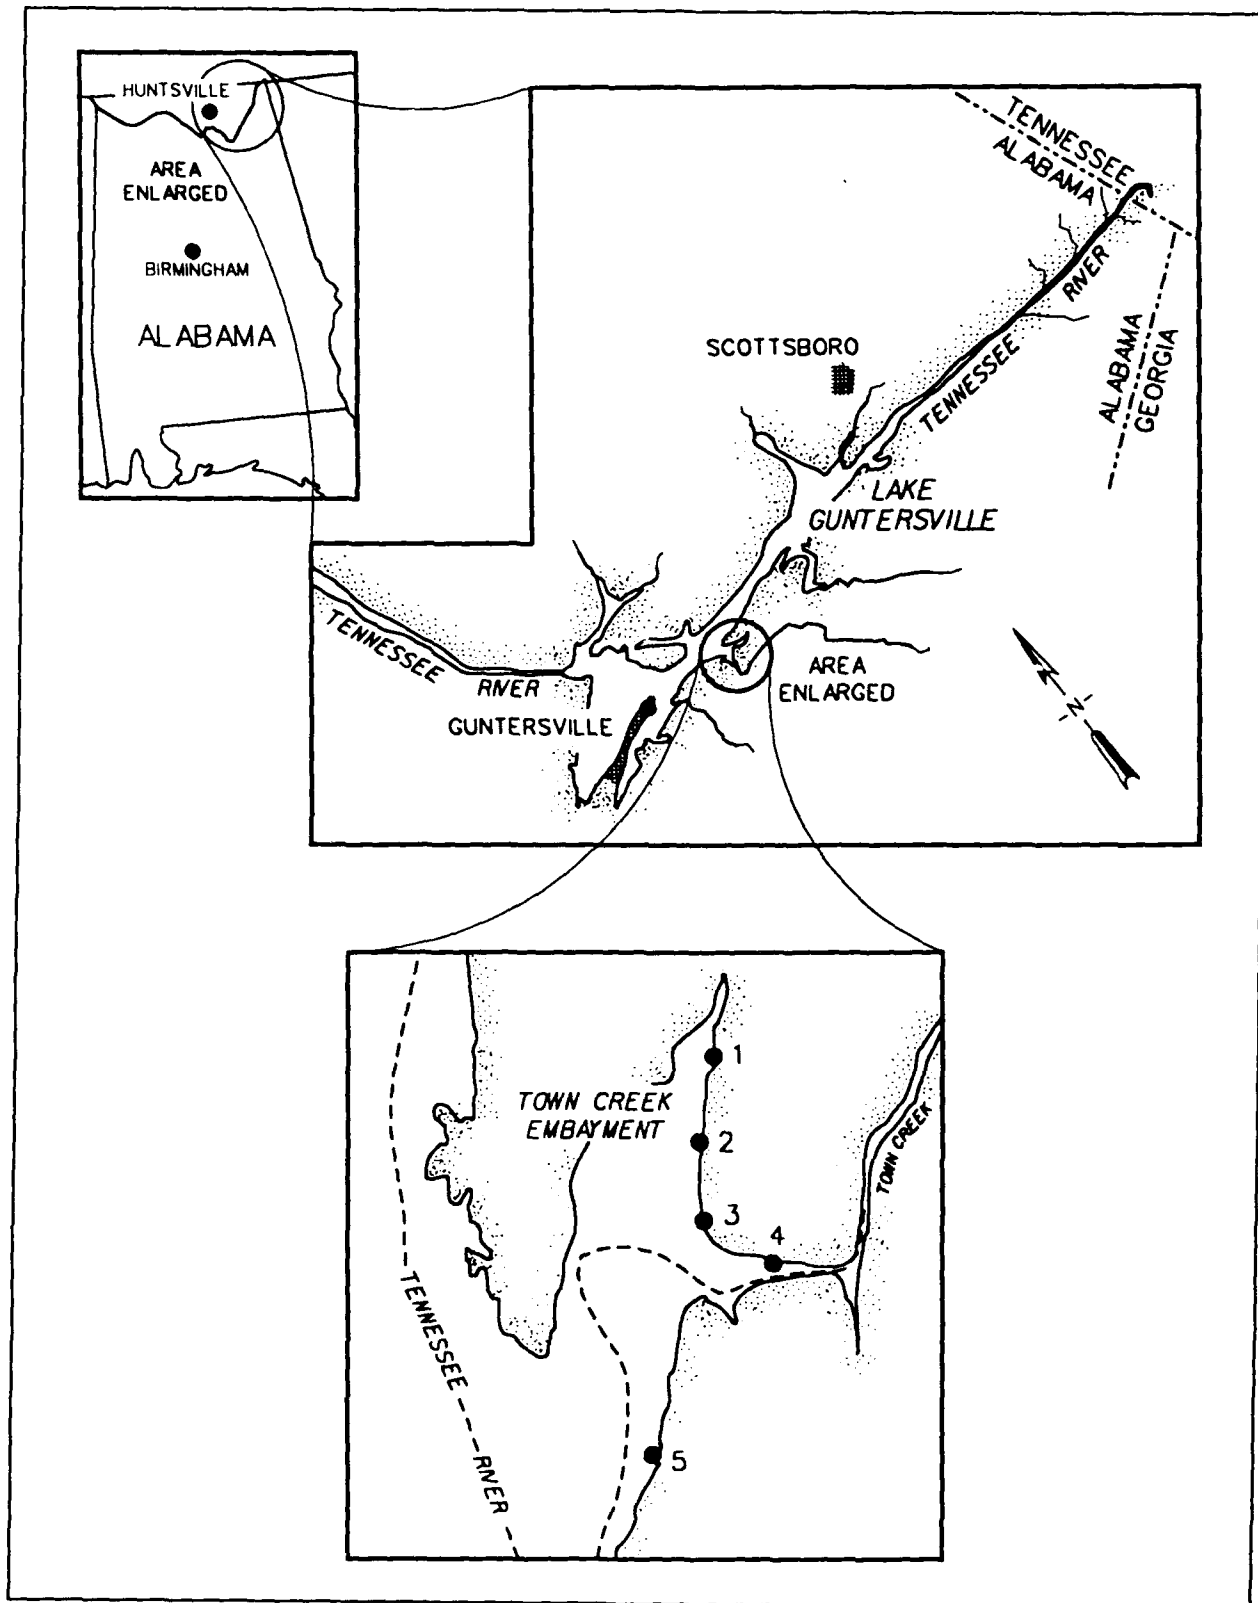 HUNTSVILLE
AREA
ENLARGED
BIRMINGHAM
ALABAMA
TENNESSEE
ALABAMA
TENNESSEE RIVER
ALABAMA
GEORGIA
SCOTTSBORO
LAKE
GUNTERSVILLE
TENNESSEE RIVER
GUNTERSVILLE
AREA
ENLARGED
N
TOWN CREEK
EMBAYMENT
1
2
3
4
5
TOWN CREEK
TENNESSEE RIVER